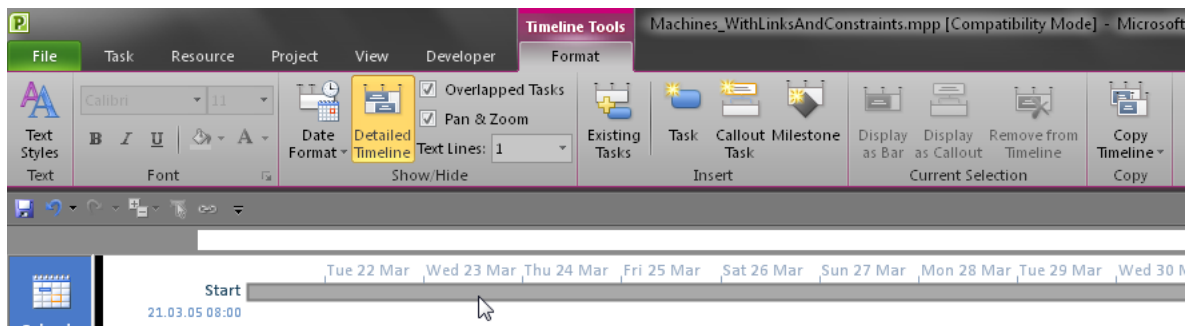 Timeline Tools Machines_WithLinksAndConstraints.mpp [Compatibility Mode] - Microsoft
File Task Resource Project View Developer Format
Calibri 11
Overlapped Tasks
Pan & Zoom
Text Lines: 1
B I U A
Text Styles
Date Format
Detailed Timeline
Existing Tasks
Task
Callout Task
Milestone
Display as Bar
Display as Callout
Remove from Timeline
Copy Timeline
Text Font Show/Hide Insert Current Selection Copy
Tue 22 Mar Wed 23 Mar Thu 24 Mar Fri 25 Mar Sat 26 Mar Sun 27 Mar Mon 28 Mar Tue 29 Mar Wed 30
Start
21.03.05 08:00